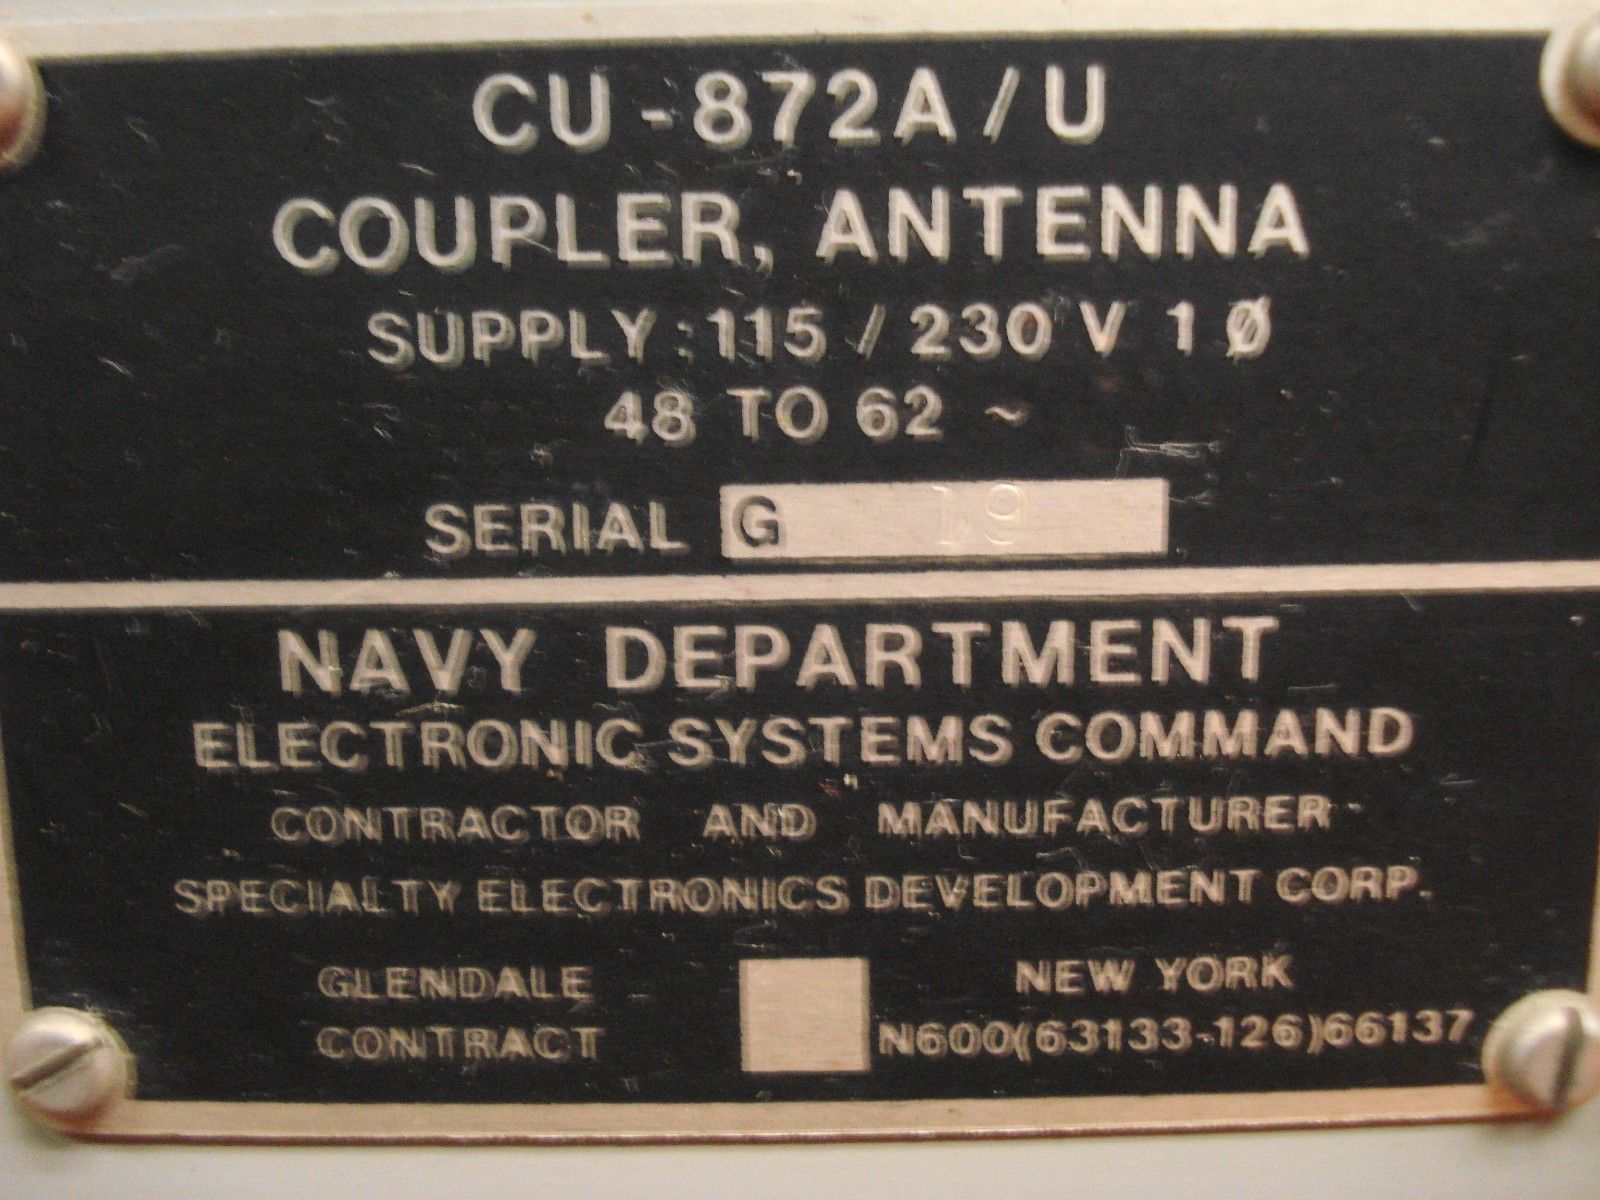 CU-872A/U
COUPLER, ANTENNA
SUPPLY: 115 / 230 V 1 Ø
48 TO 62 ~
SERIAL G 19
NAVY DEPARTMENT
ELECTRONIC SYSTEMS COMMAND
CONTRACTOR AND MANUFACTURER
SPECIALTY ELECTRONICS DEVELOPMENT CORP.
GLENDALE NEW YORK
CONTRACT N600(63133-126)66137